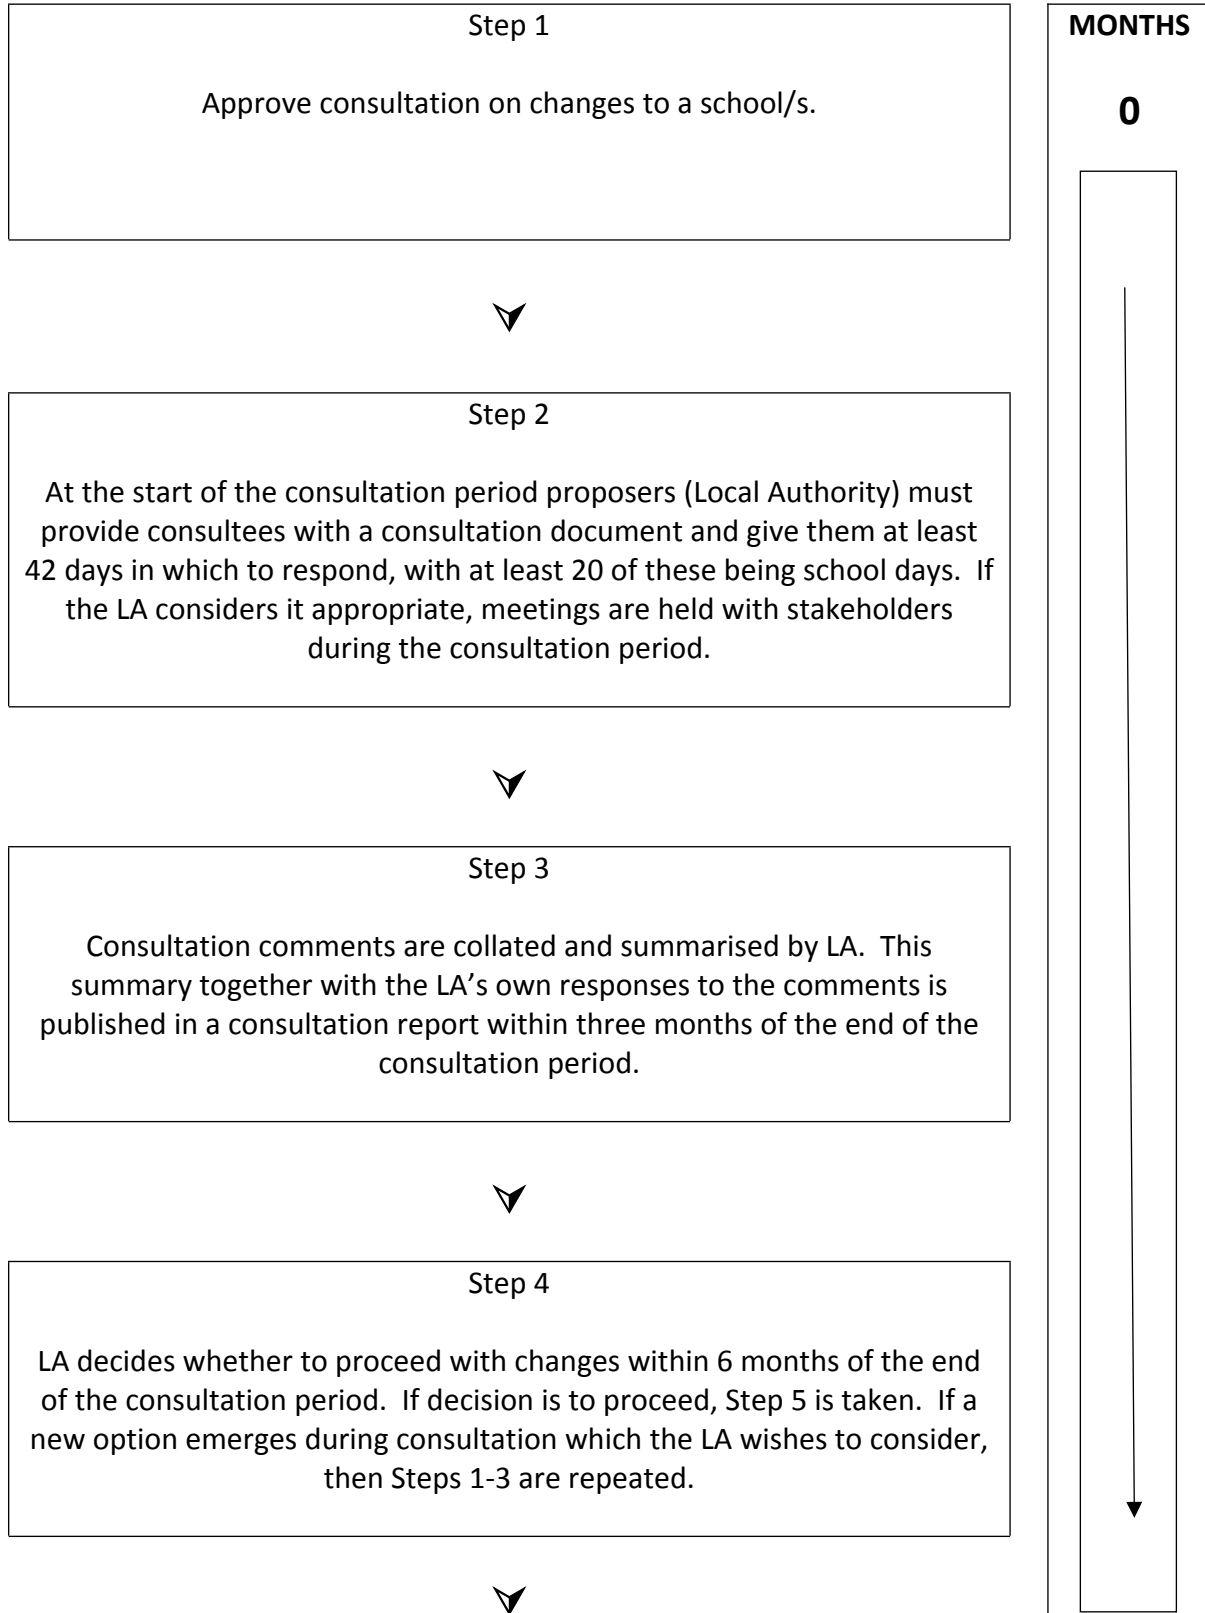 Step 1
Approve consultation on changes to a school/s.
MONTHS
0
Step 2
At the start of the consultation period proposers (Local Authority) must
provide consultees with a consultation document and give them at least
42 days in which to respond, with at least 20 of these being school days.  If
the LA considers it appropriate, meetings are held with stakeholders
during the consultation period.
Step 3
Consultation comments are collated and summarised by LA.  This
summary together with the LA’s own responses to the comments is
published in a consultation report within three months of the end of the
consultation period.
Step 4
LA decides whether to proceed with changes within 6 months of the end
of the consultation period.  If decision is to proceed, Step 5 is taken.  If a
new option emerges during consultation which the LA wishes to consider,
then Steps 1-3 are repeated.